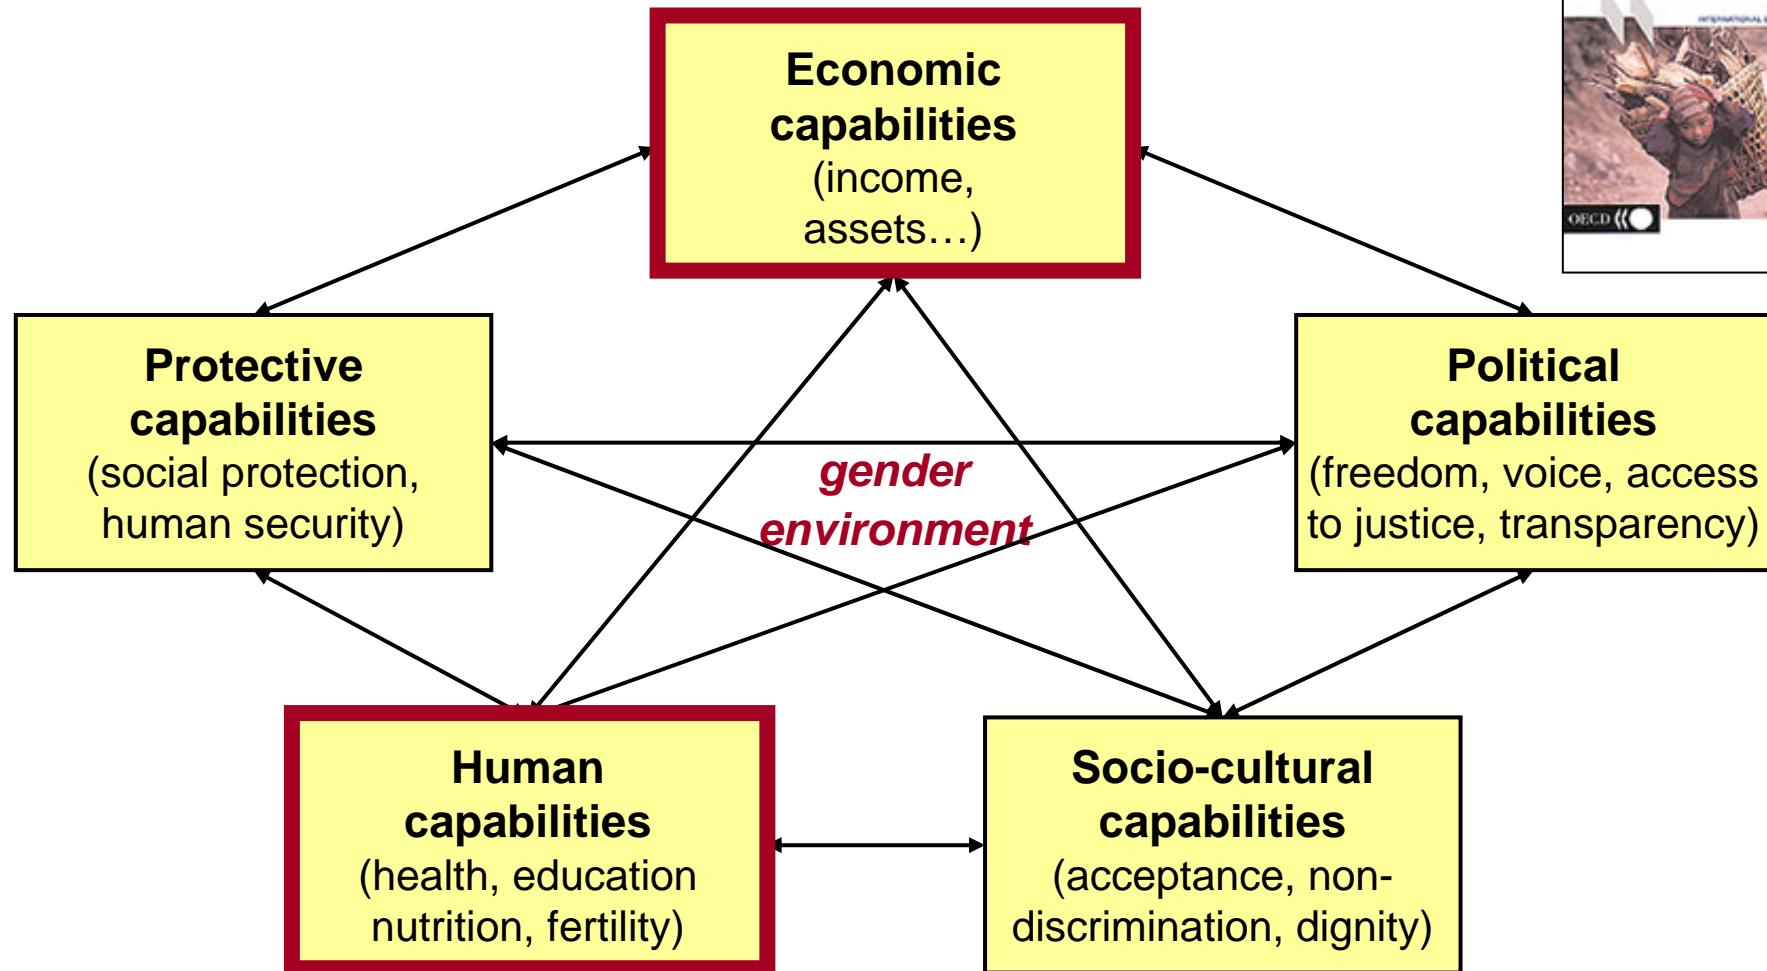 Economic
capabilities
(income,
assets…)
OECD
Protective
capabilities
(social protection,
human security)
Political
capabilities
(freedom, voice, access
to justice, transparency)
gender
environment
Human
capabilities
(health, education
nutrition, fertility)
Socio-cultural
capabilities
(acceptance, non-
discrimination, dignity)